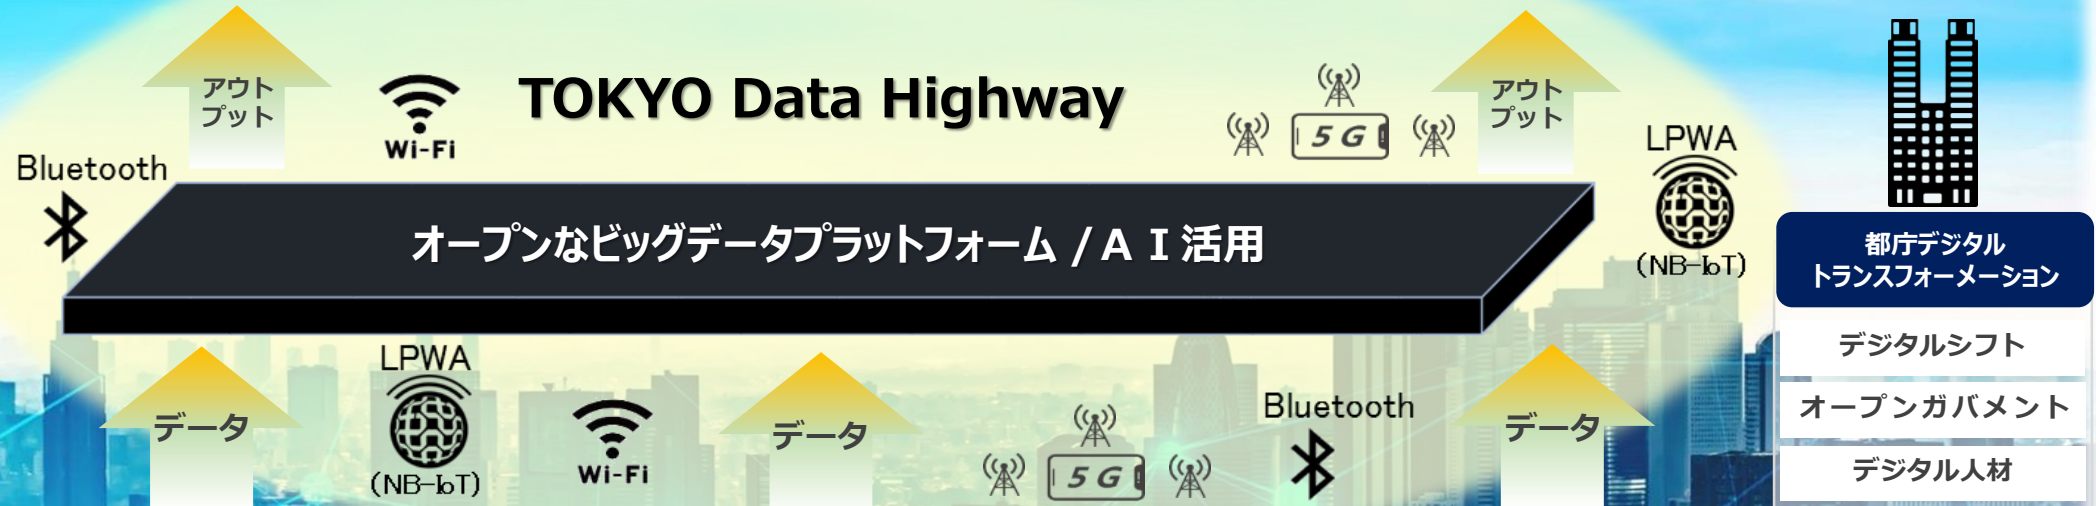 アウト
プット
Wi-Fi
TOKYO Data Highway
5G
アウト
プット
LPWA
(NB-IoT)
Bluetooth
オープンなビッグデータプラットフォーム /ＡＩ活用
都庁デジタル
トランスフォーメーション
デジタルシフト
オープンガバメント
デジタル人材
データ
LPWA
(NB-IoT)
Wi-Fi
データ
5G
Bluetooth
データ